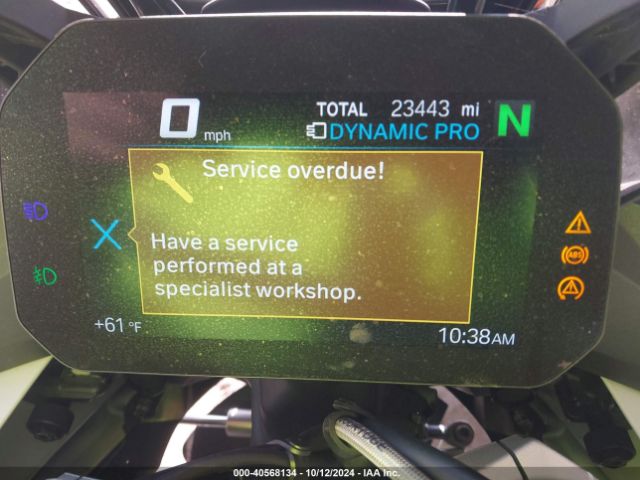 0 mph
TOTAL 23443 mi
DYNAMIC PRO
N
Service overdue!
Have a service
performed at a
specialist workshop.
ABS
+61 °F
10:38AM
000-40568134 - 10/12/2024 - IAA Inc.